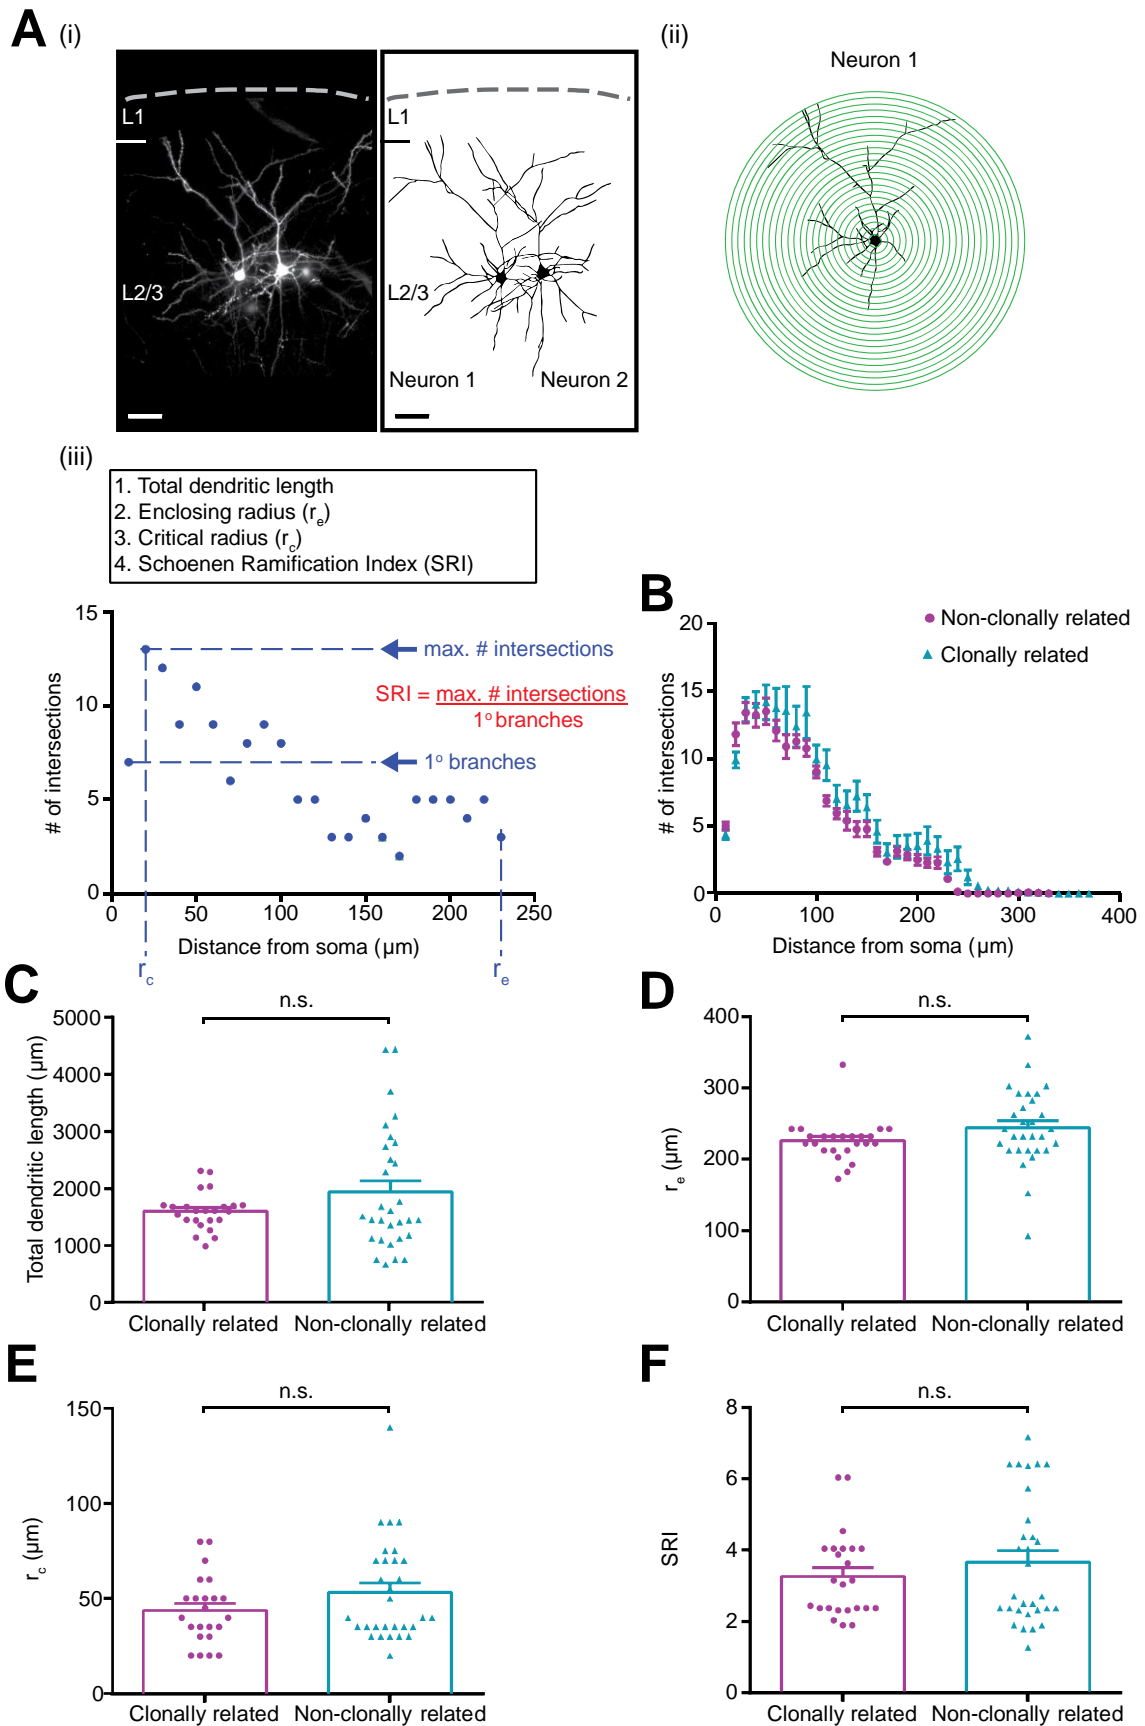 A
(i)
(ii)
L1
L2/3
L1
L2/3
Neuron 1
Neuron 2
Neuron 1
(iii)
1. Total dendritic length
2. Enclosing radius (re)
3. Critical radius (rc)
4. Schoenen Ramification Index (SRI)
# of intersections
15
10
5
0
max. # intersections
SRI = max. # intersections
1o branches
1o branches
0
50
100
150
200
250
Distance from soma (µm)
rc
re
B
Non-clonally related
Clonally related
# of intersections
20
15
10
5
0
0
100
200
300
400
Distance from soma (µm)
C
n.s.
Total dendritic length (µm)
5000
4000
3000
2000
1000
0
Clonally related
Non-clonally related
D
n.s.
re (µm)
400
300
200
100
0
Clonally related
Non-clonally related
E
n.s.
rc (µm)
150
100
50
0
Clonally related
Non-clonally related
F
n.s.
SRI
8
6
4
2
0
Clonally related
Non-clonally related